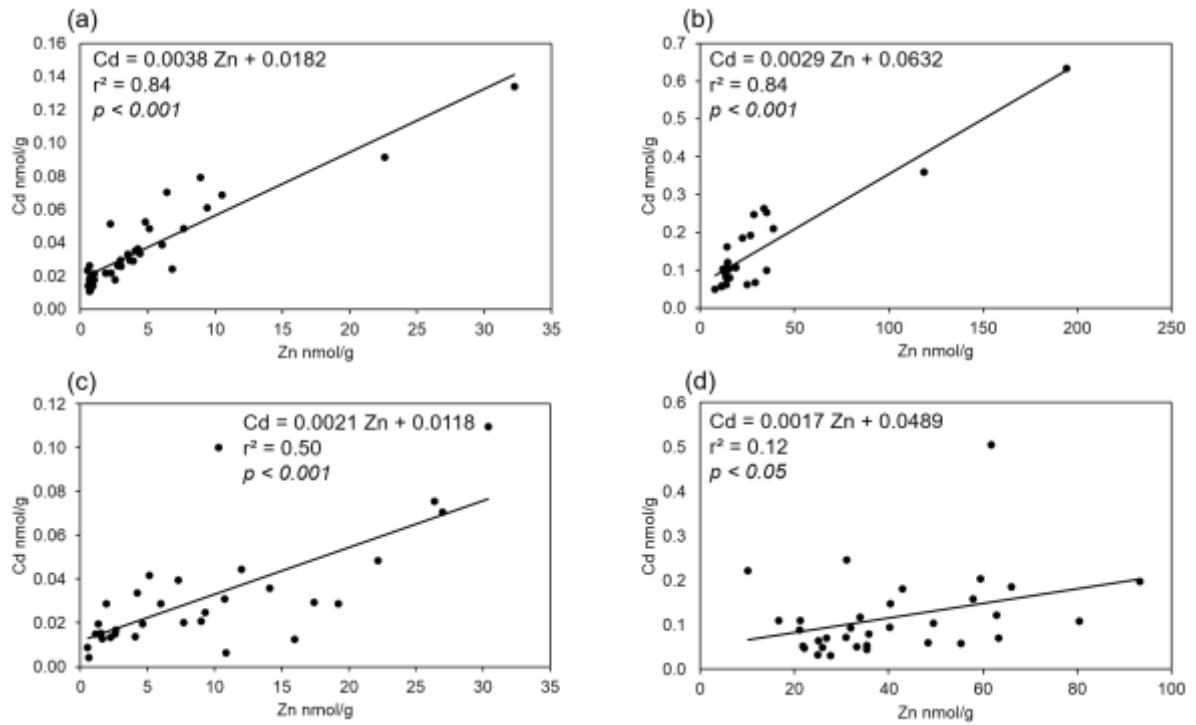 (a)
Cd = 0.0038 Zn + 0.0182
r² = 0.84
p < 0.001
0.16
0.14
0.12
0.10
0.08
0.06
0.04
0.02
0.00
Cd nmol/g
0 5 10 15 20 25 30 35
Zn nmol/g
(b)
Cd = 0.0029 Zn + 0.0632
r² = 0.84
p < 0.001
0.7
0.6
0.5
0.4
0.3
0.2
0.1
0.0
Cd nmol/g
0 50 100 150 200 250
Zn nmol/g
(c)
Cd = 0.0021 Zn + 0.0118
r² = 0.50
p < 0.001
0.12
0.10
0.08
0.06
0.04
0.02
0.00
Cd nmol/g
0 5 10 15 20 25 30 35
Zn nmol/g
(d)
Cd = 0.0017 Zn + 0.0489
r² = 0.12
p < 0.05
0.6
0.5
0.4
0.3
0.2
0.1
0.0
Cd nmol/g
0 20 40 60 80 100
Zn nmol/g